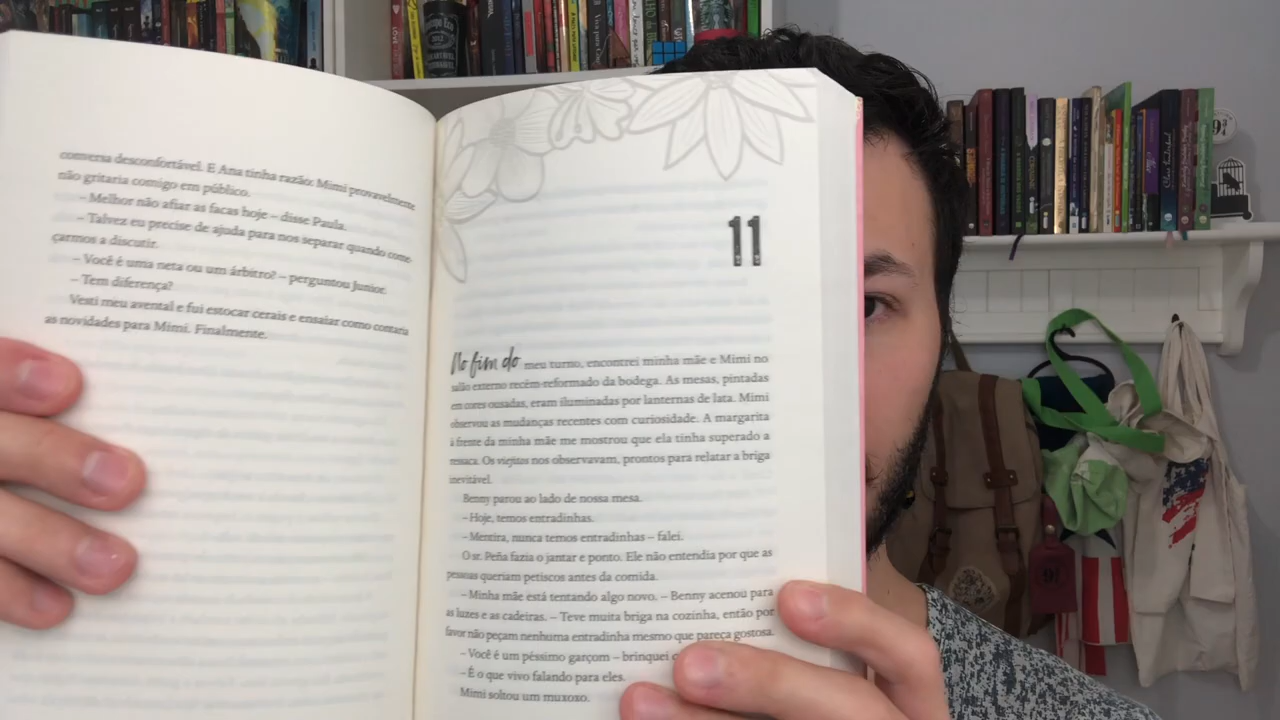 conversa desconfortável. E Ana tinha razão: Mimi provavelmente
não gritaria comigo em público.
– Melhor não afiar as facas hoje – disse Paula.
– Talvez eu precise de ajuda para nos separar quando come-
çarmos a discutir.
– Você é uma neta ou um árbitro? – perguntou Junior.
– Tem diferença?
Vesti meu avental e fui estocar cereais e ensaiar como contaria
as novidades para Mimi. Finalmente.
11
No fim do meu turno, encontrei minha mãe e Mimi no
salão externo recém-reformado da bodega. As mesas, pintadas
em cores ousadas, eram iluminadas por lanternas de lata. Mimi
observou as mudanças recentes com curiosidade. A margarita
à frente da minha mãe me mostrou que ela tinha superado a
ressaca. Os viejitos nos observavam, prontos para relatar a briga
inevitável.
Benny parou ao lado de nossa mesa.
– Hoje, temos entradinhas.
– Mentira, nunca temos entradinhas – falei.
O sr. Peña fazia o jantar e ponto. Ele não entendia por que as
pessoas queriam petiscos antes da comida.
– Minha mãe está tentando algo novo. – Benny acenou para
as luzes e as cadeiras. – Teve muita briga na cozinha, então por
favor não peçam nenhuma entradinha mesmo que pareça gostosa.
– Você é um péssimo garçom – brinquei
– É o que vivo falando para eles.
Mimi soltou um muxoxo.
9¾